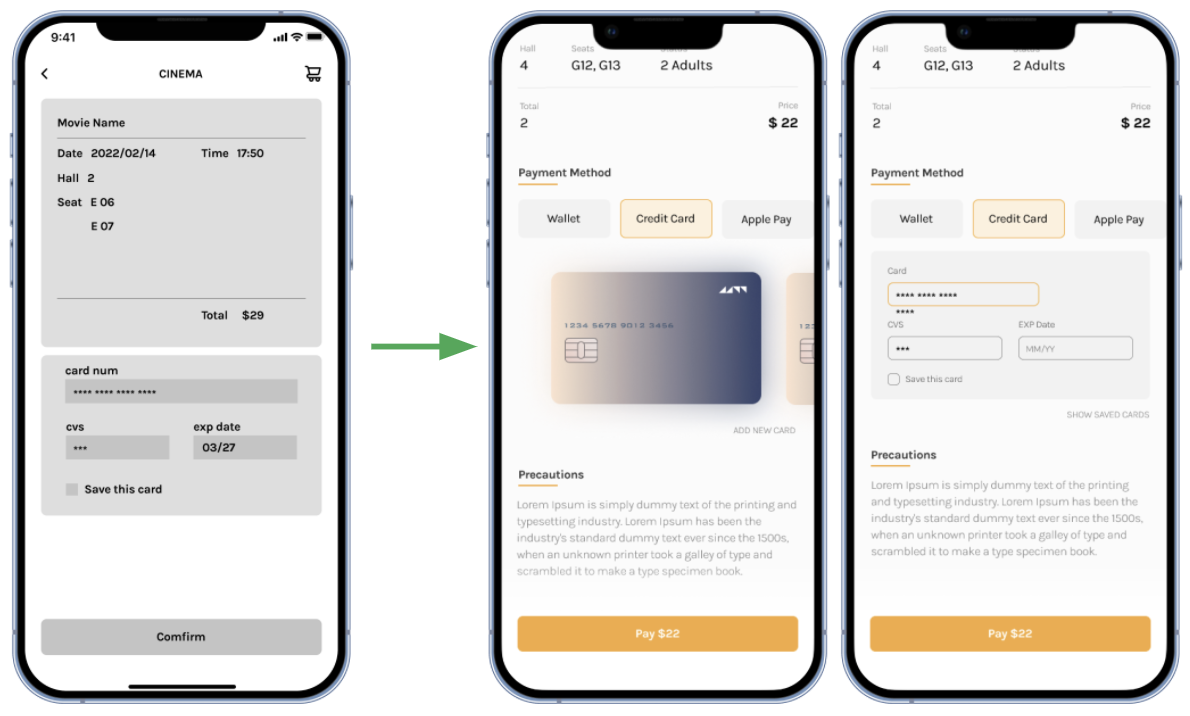 9:41
CINEMA
Movie Name
Date 2022/02/14 Time 17:50
Hall 2
Seat E 06
E 07
Total $29
card num
**** **** **** ****
cvs exp date
*** 03/27
Save this card
Comfirm
Hall Seats
4 G12, G13 2 Adults
Total Price
2 $ 22
Payment Method
Wallet Credit Card Apple Pay
1234 5678 9012 3456
123
ADD NEW CARD
Precautions
Lorem Ipsum is simply dummy text of the printing and
typesetting industry. Lorem Ipsum has been the
industry's standard dummy text ever since the 1500s,
when an unknown printer took a galley of type and
scrambled it to make a type specimen book.
Pay $22
Hall Seats
4 G12, G13 2 Adults
Total Price
2 $ 22
Payment Method
Wallet Credit Card Apple Pay
Card
**** **** ****
****
CVS EXP Date
*** MM/YY
Save this card
SHOW SAVED CARDS
Precautions
Lorem Ipsum is simply dummy text of the printing
and typesetting industry. Lorem Ipsum has been the
industry's standard dummy text ever since the 1500s,
when an unknown printer took a galley of type and
scrambled it to make a type specimen book.
Pay $22